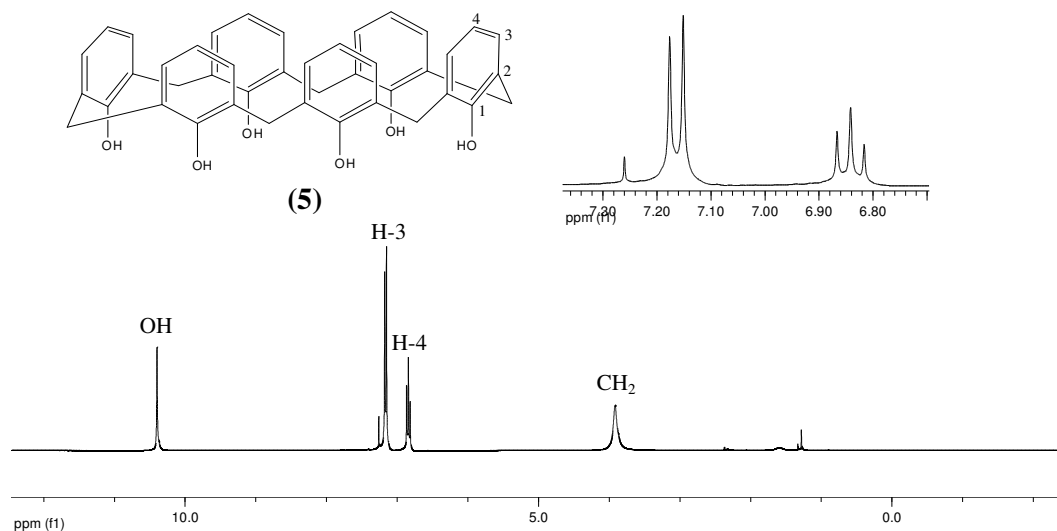 4
3
2
1
OH
OH
OH
OH
OH
HO
(5)
7.30 7.20 7.10 7.00 6.90 6.80
ppm (f1)
H-3
OH
H-4
CH₂
10.0 5.0 0.0
ppm (f1)